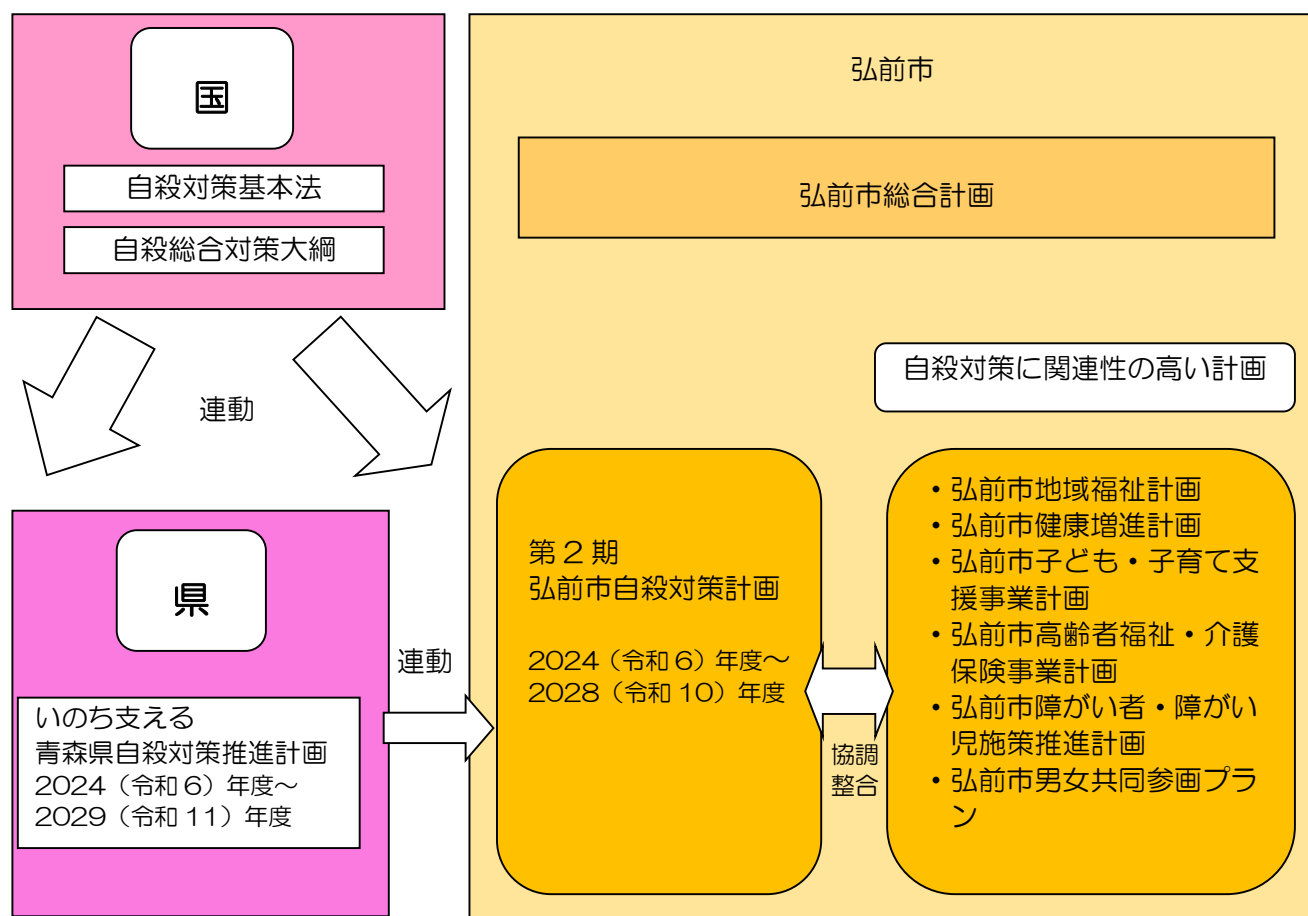 国
自殺対策基本法
自殺総合対策大綱
連動
県
いのち支える
青森県自殺対策推進計画
2024（令和６）年度～
2029（令和 11）年度
連動
弘前市
弘前市総合計画
自殺対策に関連性の高い計画
第２期
弘前市自殺対策計画
2024（令和６）年度～
2028（令和 10）年度
協調
整合
・弘前市地域福祉計画
・弘前市健康増進計画
・弘前市子ども・子育て支
援事業計画
・弘前市高齢者福祉・介護
保険事業計画
・弘前市障がい者・障がい
児施策推進計画
・弘前市男女共同参画プラ
ン